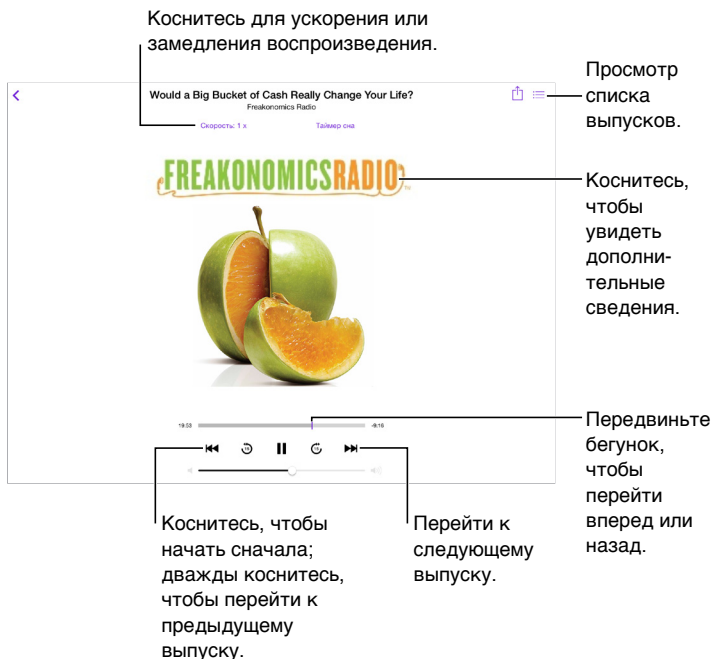 Коснитесь для ускорения или
замедления воспроизведения.
Would a Big Bucket of Cash Really Change Your Life?
Freakonomics Radio
Скорость: 1 x
Таймер сна
Просмотр
списка
выпусков.
FREAKONOMICSRADIO
Коснитесь,
чтобы
увидеть
дополни-
тельные
сведения.
19:53
-9:16
15
15
Передвиньте
бегунок,
чтобы
перейти
вперед или
назад.
Коснитесь, чтобы
начать сначала;
дважды коснитесь,
чтобы перейти к
предыдущему
выпуску.
Перейти к
следующему
выпуску.